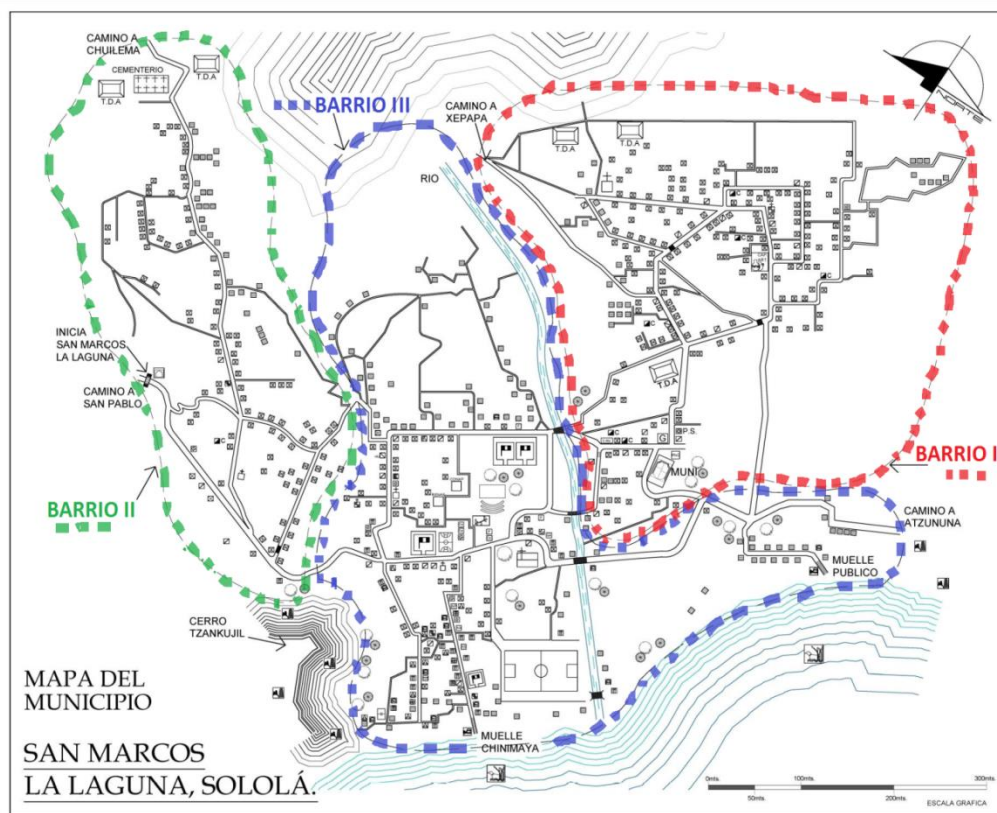 CAMINO A
CHUILEMA
CEMENTERIO
T.D.A
T.D.A
BARRIO III
CAMINO A
XEPAPA
T.D.A
T.D.A
NORTE
RIO
C
C
C
INICIA
SAN MARCOS
LA LAGUNA
CAMINO A
SAN PABLO
T.D.A
C
C
C
P.S.
G
MUNI
BARRIO I
BARRIO II
CAMINO A
ATZUNUNA
MUELLE
PUBLICO
CERRO
TZANKUJIL
MUELLE
CHINIMAYA
MAPA DEL
MUNICIPIO
SAN MARCOS
LA LAGUNA, SOLOLÁ.
0mts.
100mts.
300mts.
50mts.
200mts.
ESCALA GRAFICA